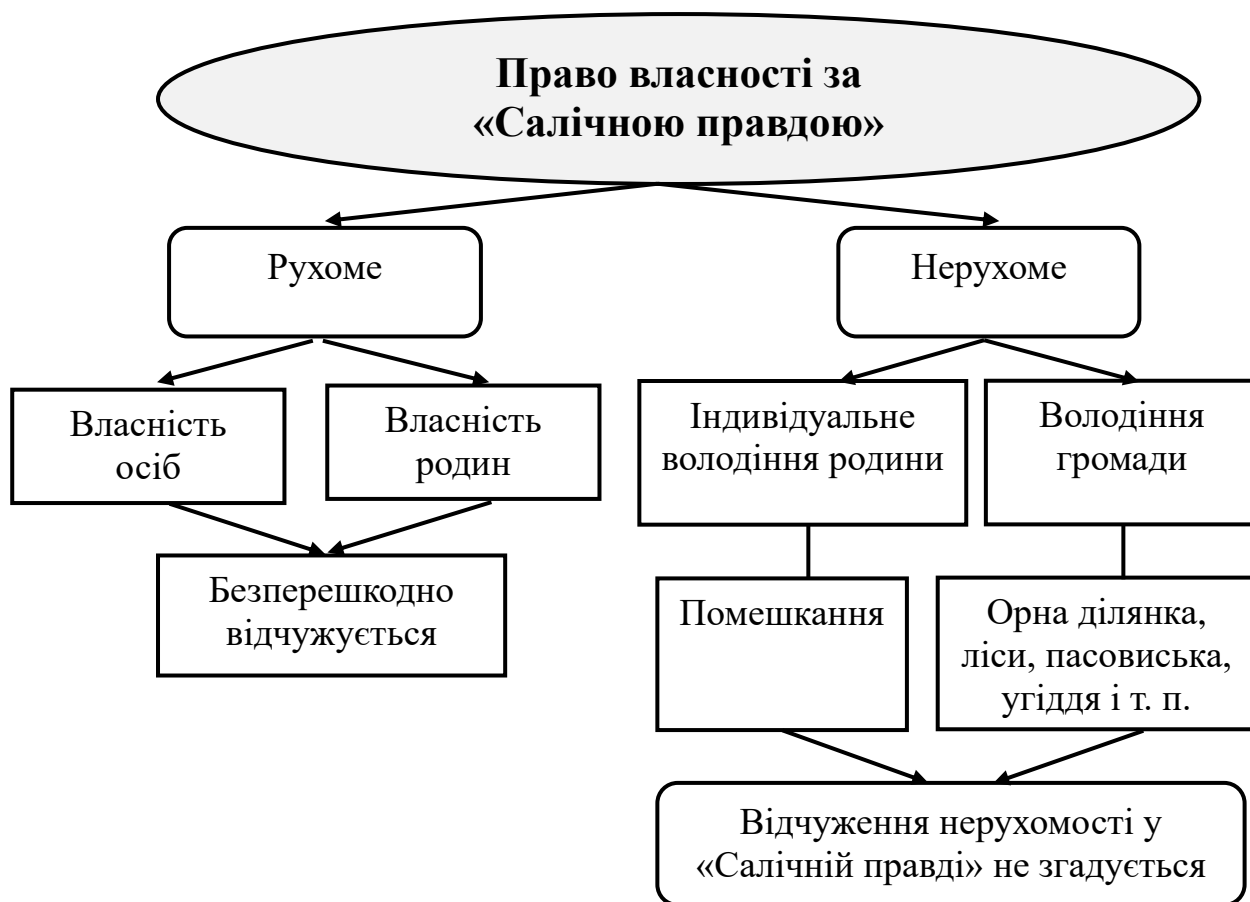 Право власності за
«Салічною правдою»
Рухоме
Нерухоме
Власність
осіб
Власність
родин
Індивідуальне
володіння родини
Володіння
громади
Безперешкодно
відчужується
Помешкання
Орна ділянка,
ліси, пасовиська,
угіддя і т. п.
Відчуження нерухомості у
«Салічній правді» не згадується